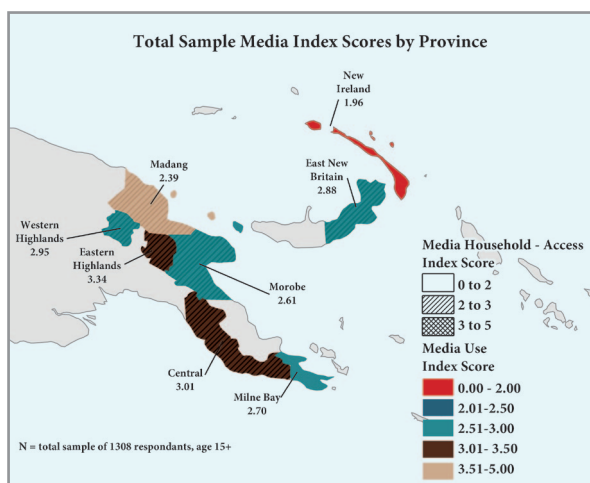 Total Sample Media Index Scores by Province
New
Ireland
1.96
Madang
2.39
East New
Britain
2.88
Western
Highlands
2.95
Eastern
Highlands
3.34
Morobe
2.61
Central
3.01
Milne Bay
2.70
Media Household - Access
Index Score
0 to 2
2 to 3
3 to 5
Media Use
Index Score
0.00 - 2.00
2.01-2.50
2.51-3.00
3.01- 3.50
3.51-5.00
N = total sample of 1308 respondants, age 15+